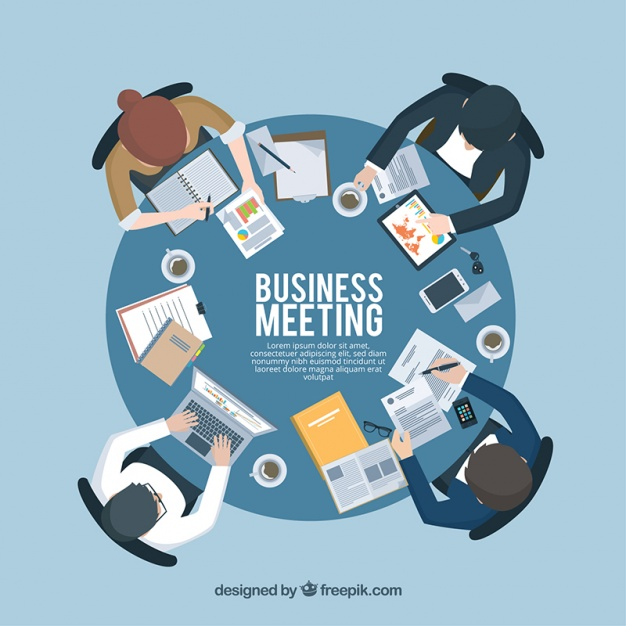 BUSINESS
MEETING
Lorem ipsum dolor sit amet,
consectetuer adipiscing elit, sed diam
nonummy nibh euismod tincidunt ut
laoreet dolore magna aliquam erat
volutpat
designed by freepik.com